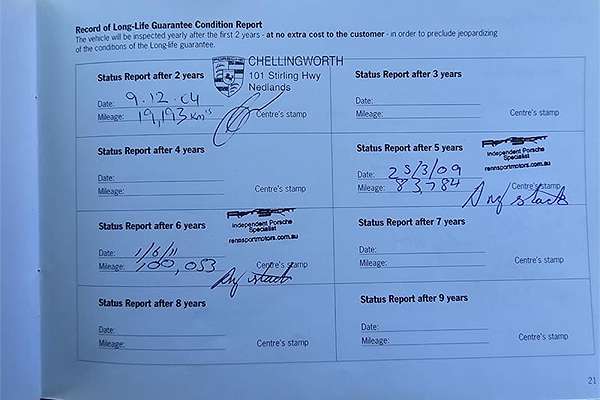 Record of Long-Life Guarantee Condition Report
The vehicle will be inspected yearly after the first 2 years - at no extra cost to the customer - in order to preclude jeopardizing
of the conditions of the Long-life guarantee.
Status Report after 2 years
CHELLINGWORTH
101 Stirling Hwy
Nedlands
Date: 9.12.04
Mileage: 19,193 Kms
Centre's stamp
Status Report after 3 years
Date:
Mileage:
Centre's stamp
Status Report after 4 years
Date:
Mileage:
Centre's stamp
Status Report after 5 years
Independent Porsche
Specialist
rennsportmotors.com.au
Date: 25/3/09
Mileage: 83,784
Centre's stamp
Status Report after 6 years
Independent Porsche
Specialist
rennsportmotors.com.au
Date: 1/6/11
Mileage: 100,053
Centre's stamp
Status Report after 7 years
Date:
Mileage:
Centre's stamp
Status Report after 8 years
Date:
Mileage:
Centre's stamp
Status Report after 9 years
Date:
Mileage:
Centre's stamp
21